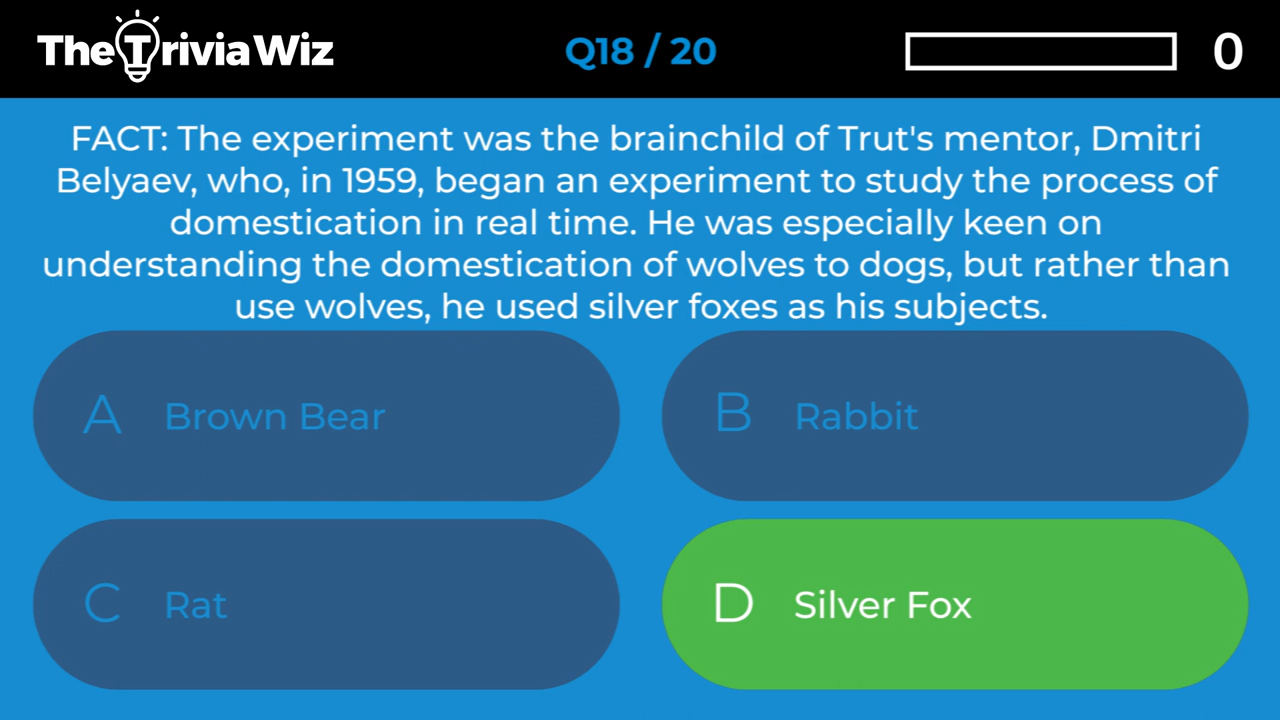 The Trivia Wiz
Q18 / 20
0
FACT: The experiment was the brainchild of Trut's mentor, Dmitri
Belyaev, who, in 1959, began an experiment to study the process of
domestication in real time. He was especially keen on
understanding the domestication of wolves to dogs, but rather than
use wolves, he used silver foxes as his subjects.
A Brown Bear
B Rabbit
C Rat
D Silver Fox